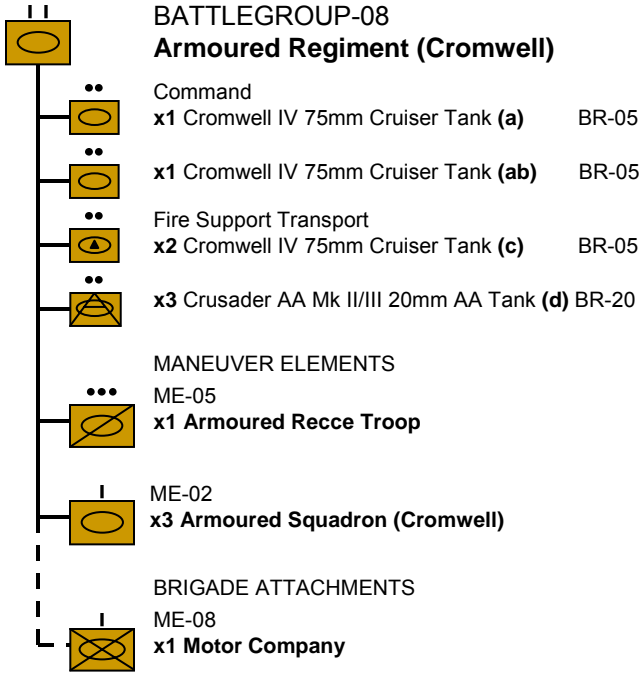 BATTLEGROUP-08
Armoured Regiment (Cromwell)
Command
x1 Cromwell IV 75mm Cruiser Tank (a) BR-05
x1 Cromwell IV 75mm Cruiser Tank (ab) BR-05
Fire Support Transport
x2 Cromwell IV 75mm Cruiser Tank (c) BR-05
x3 Crusader AA Mk II/III 20mm AA Tank (d) BR-20
MANEUVER ELEMENTS
ME-05
x1 Armoured Recce Troop
ME-02
x3 Armoured Squadron (Cromwell)
BRIGADE ATTACHMENTS
ME-08
x1 Motor Company